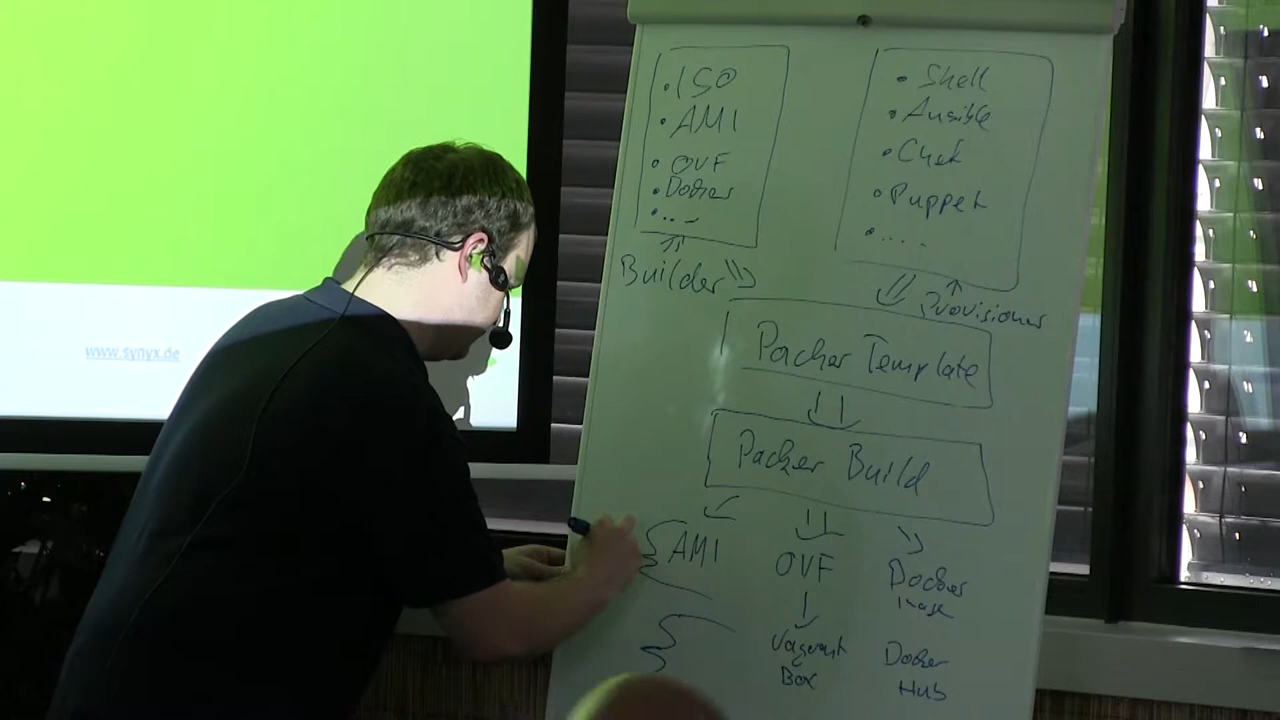 • ISO
• AMI
• OVF
• Docker
• ...
Builder
• Shell
• Ansible
• Chef
• Puppet
• ....
Provisioner
Packer Template
Packer Build
AMI
OVF
Docker
Image
Vagrant
Box
Docker
Hub
www.synyx.de